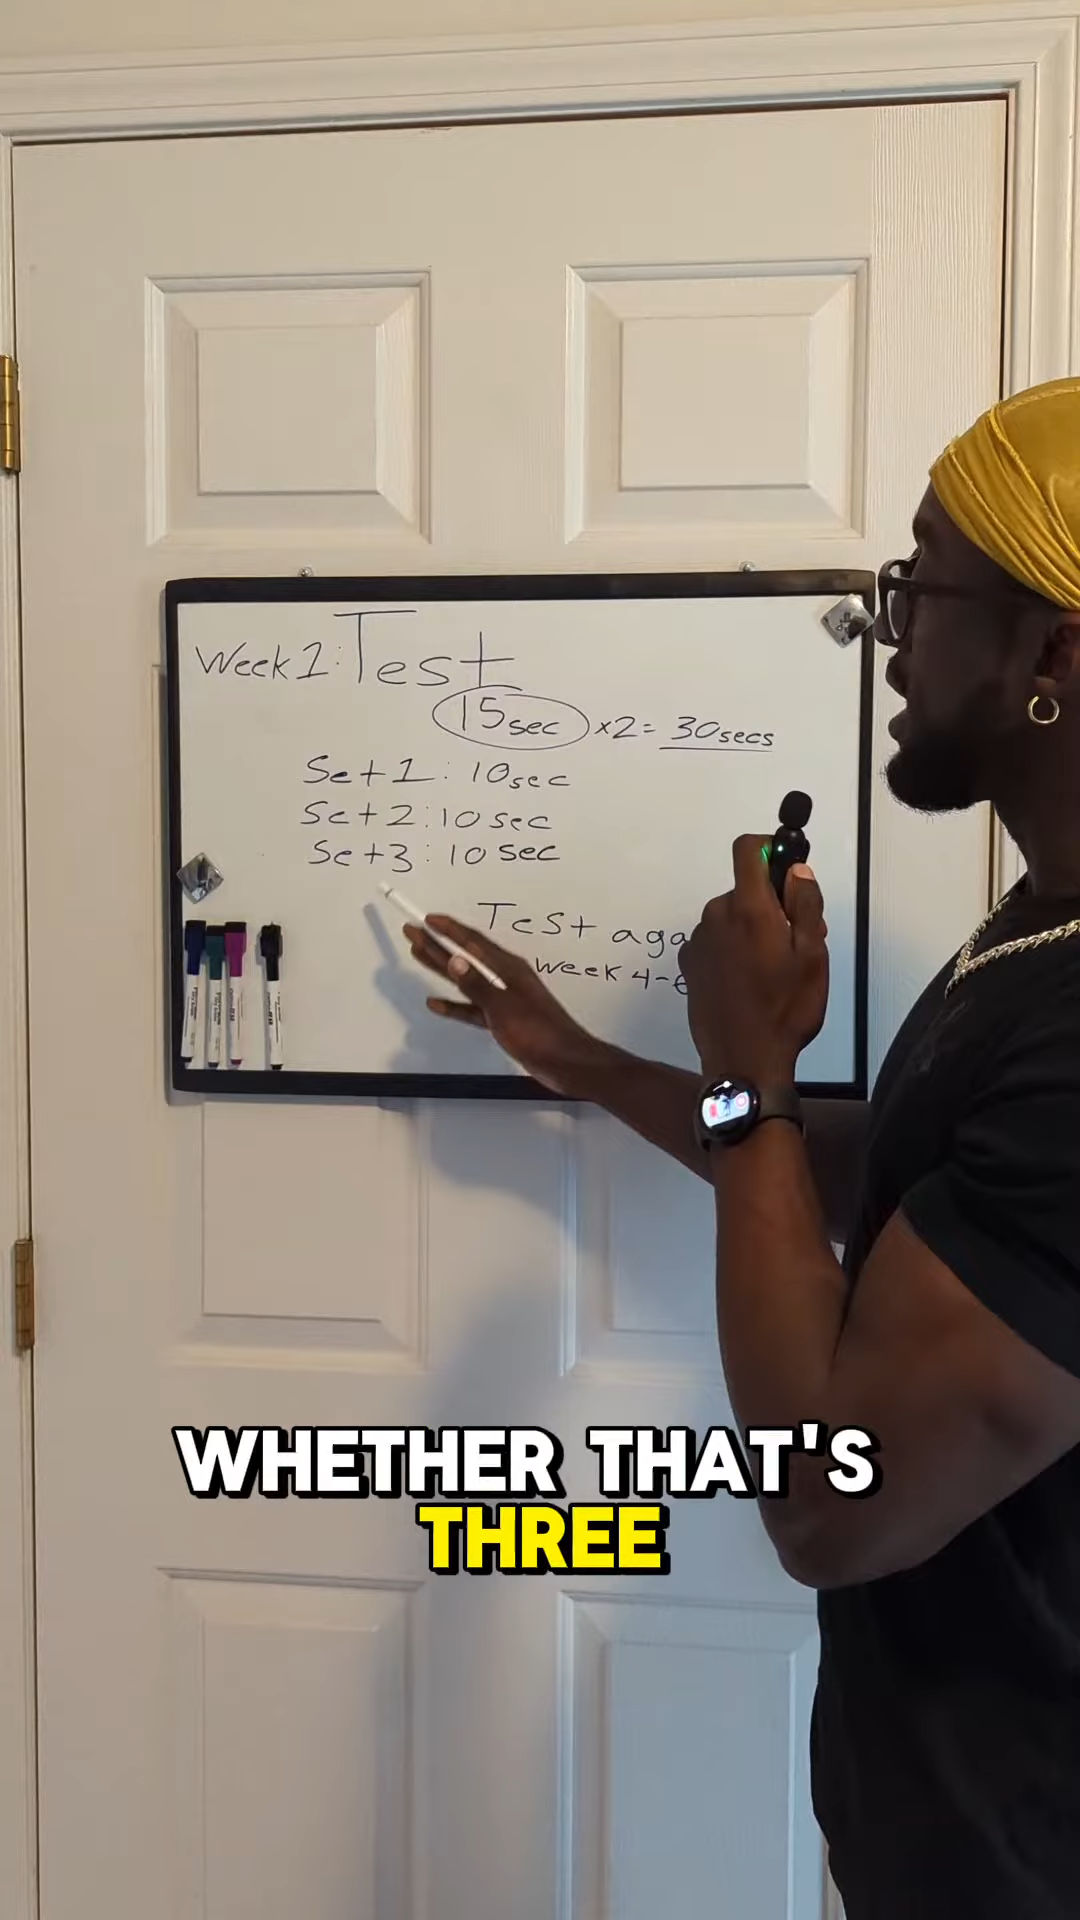 Week 1: Test
15sec x2= 30secs
Set 1: 10sec
Set 2: 10 sec
Set 3: 10 sec
Test
week 4-
WHETHER THAT'S
THREE